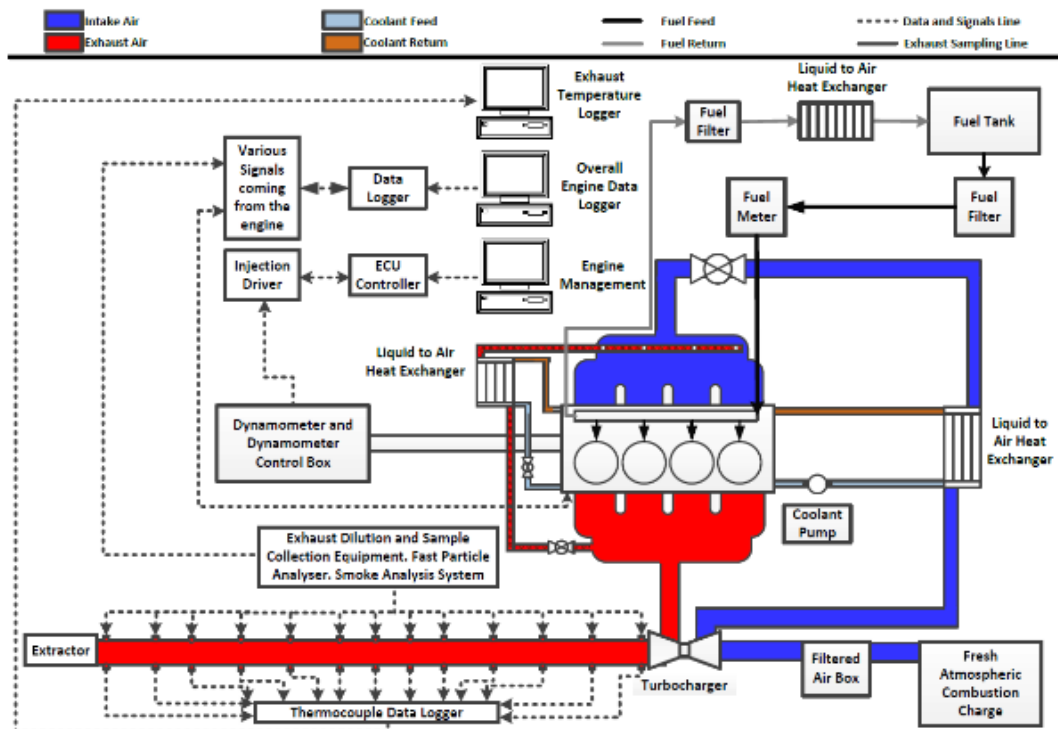 Intake Air
Exhaust Air
Coolant Feed
Coolant Return
Fuel Feed
Fuel Return
Data and Signals Line
Exhaust Sampling Line
Exhaust
Temperature
Logger
Fuel
Filter
Liquid to Air
Heat Exchanger
Fuel Tank
Various
Signals
coming
from the
engine
Data
Logger
Overall
Engine Data
Logger
Fuel
Meter
Fuel
Filter
Injection
Driver
ECU
Controller
Engine
Management
Liquid to Air
Heat Exchanger
Dynamometer and
Dynamometer
Control Box
Liquid to
Air Heat
Exchanger
Coolant
Pump
Exhaust Dilution and Sample
Collection Equipment. Fast Particle
Analyser. Smoke Analysis System
Extractor
Turbocharger
Filtered
Air Box
Fresh
Atmospheric
Combustion
Charge
Thermocouple Data Logger